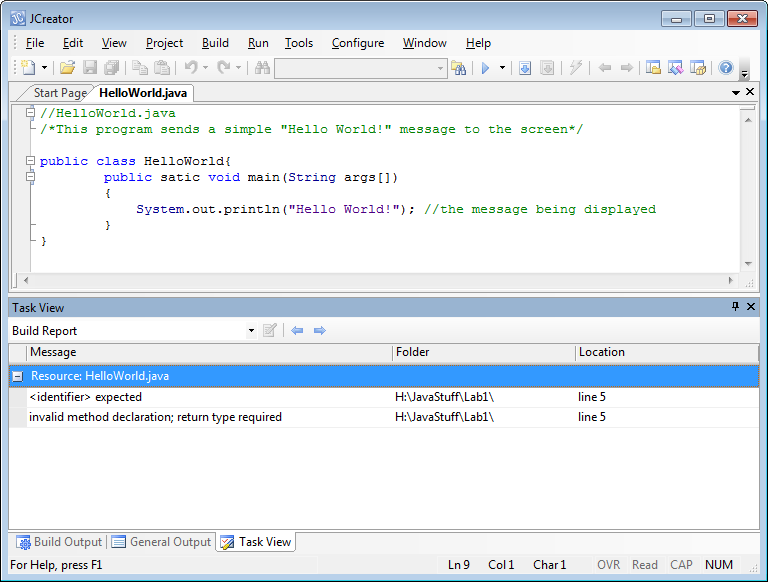 JCreator
File Edit View Project Build Run Tools Configure Window Help
Start Page HelloWorld.java
//HelloWorld.java
/*This program sends a simple "Hello World!" message to the screen*/
public class HelloWorld{
public satic void main(String args[])
{
System.out.println("Hello World!"); //the message being displayed
}
}
Task View
Build Report
Message Folder Location
Resource: HelloWorld.java
<identifier> expected H:\JavaStuff\Lab1\ line 5
invalid method declaration; return type required H:\JavaStuff\Lab1\ line 5
Build Output General Output Task View
For Help, press F1 Ln 9 Col 1 Char 1 OVR Read CAP NUM